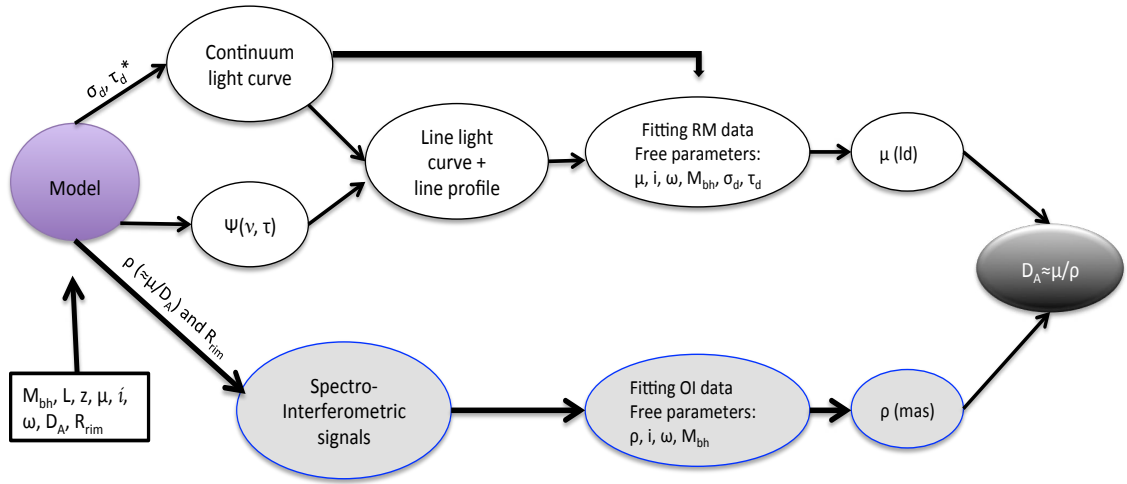 σd, τd*
Continuum
light curve
Model
Ψ(ν, τ)
Line light
curve +
line profile
Fitting RM data
Free parameters:
μ, i, ω, Mbh, σd, τd
μ (ld)
DA≈μ/ρ
ρ (≈μ/DA) and Rrim
Mbh, L, z, μ, í,
ω, DA, Rrim
Spectro-
Interferometric
signals
Fitting OI data
Free parameters:
ρ, i, ω, Mbh
ρ (mas)